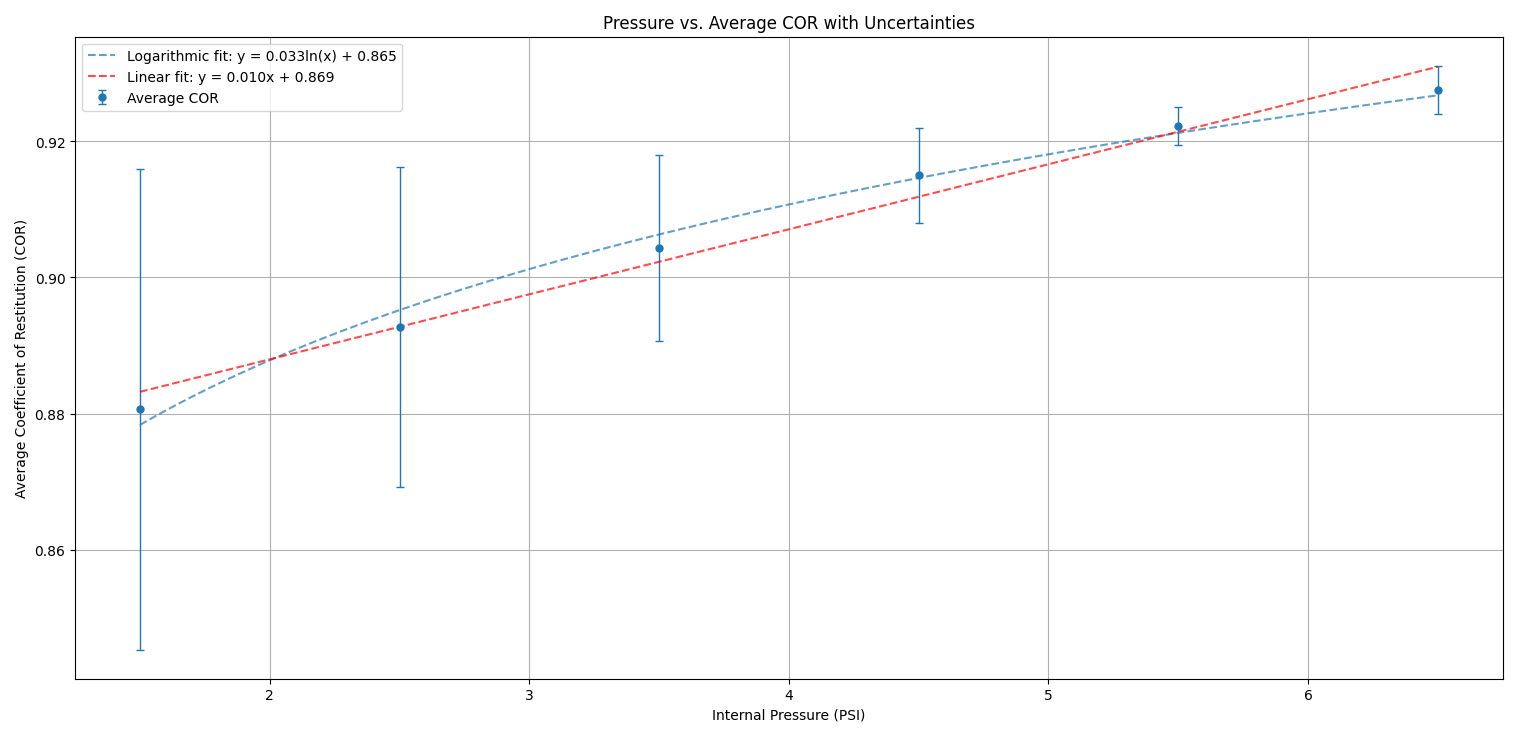 Pressure vs. Average COR with Uncertainties
Logarithmic fit: y = 0.033ln(x) + 0.865
Linear fit: y = 0.010x + 0.869
Average COR
Average Coefficient of Restitution (COR)
0.92
0.90
0.88
0.86
2 3 4 5 6
Internal Pressure (PSI)